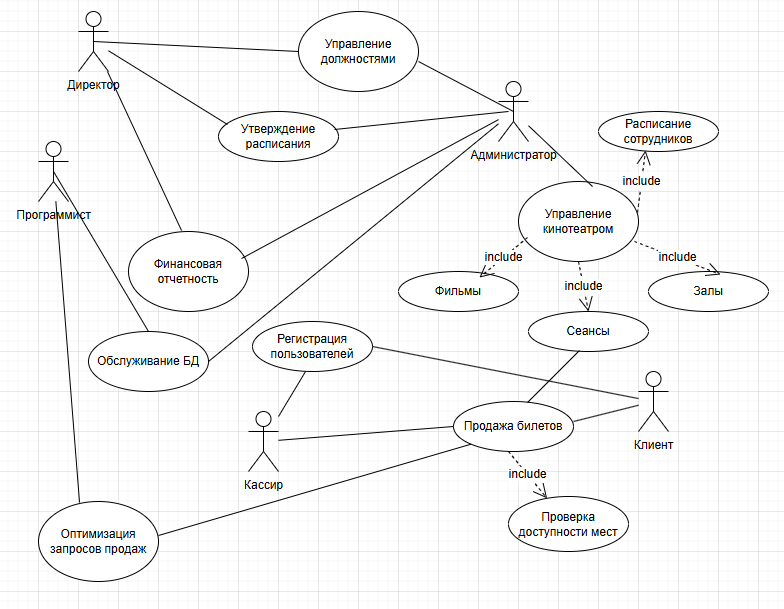 Управление
должностями
Директор
Утверждение
расписания
Администратор
Расписание
сотрудников
include
Программист
Управление
кинотеатром
Финансовая
отчетность
include
include
include
Фильмы
Залы
Сеансы
Регистрация
пользователей
Обслуживание БД
Продажа билетов
Клиент
Кассир
include
Проверка
доступности мест
Оптимизация
запросов продаж